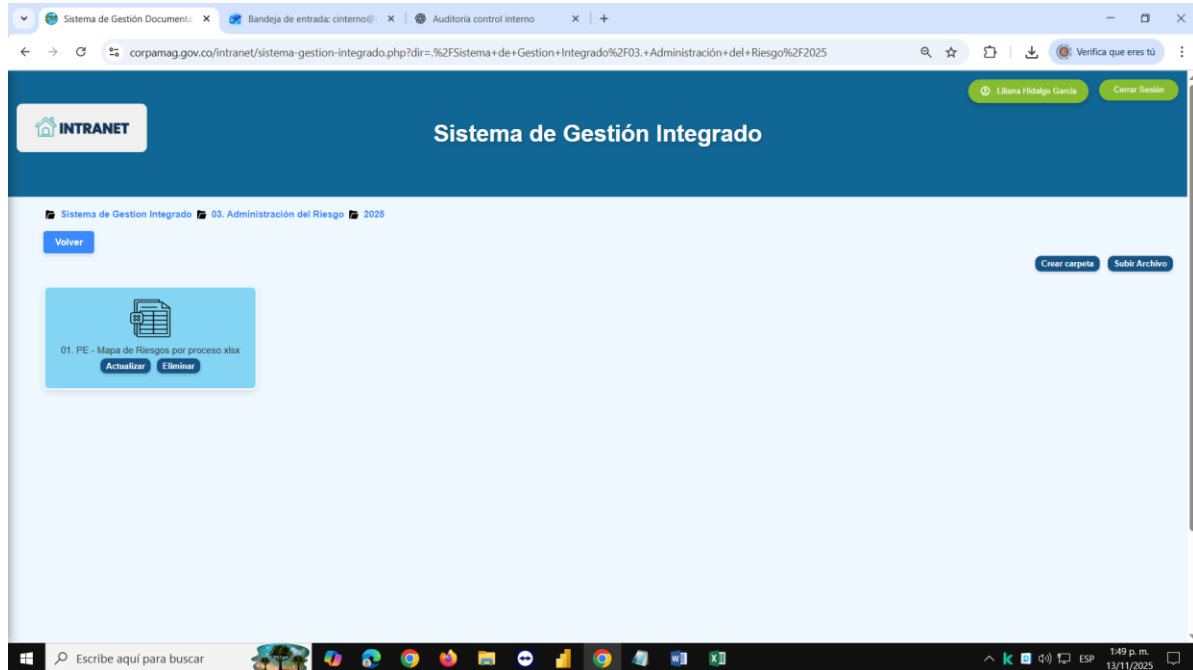 Sistema de Gestión Documenta
Bandeja de entrada: cinterno@
Auditoría control interno
corpamag.gov.co/intranet/sistema-gestion-integrado.php?dir=.%2FSistema+de+Gestion+Integrado%2F03.+Administración+del+Riesgo%2F2025
Verifica que eres tú
Liliana Hidalgo Garcia
Cerrar Sesión
INTRANET
Sistema de Gestión Integrado
Sistema de Gestion Integrado 03. Administración del Riesgo 2025
Volver
Crear carpeta Subir Archivo
01. PE - Mapa de Riesgos por proceso.xlsx
Actualizar Eliminar
Escribe aquí para buscar
ESP
1:49 p. m.
13/11/2025